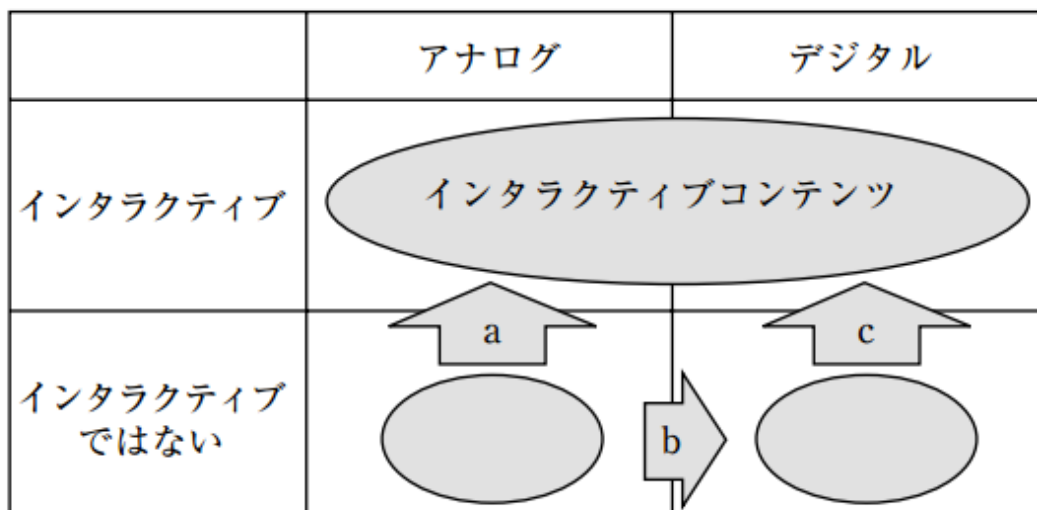 アナログ
デジタル
インタラクティブ
インタラクティブコンテンツ
a
c
インタラクティブ
ではない
b